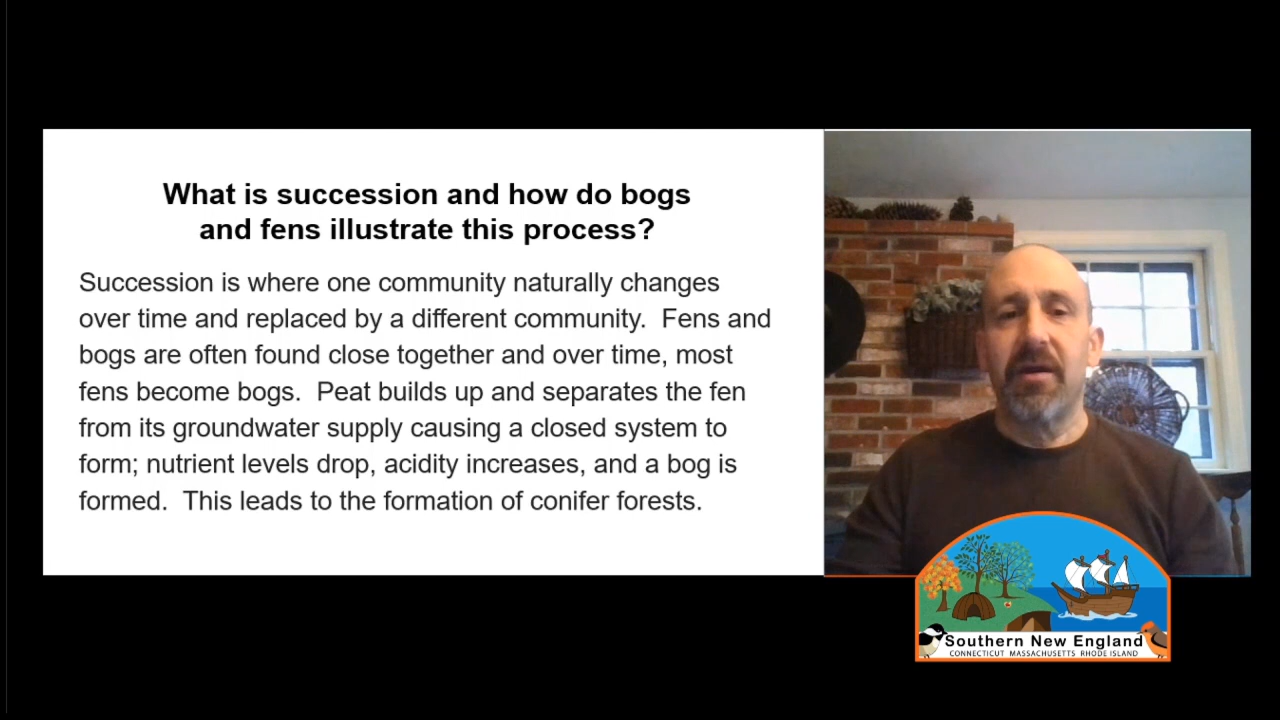 What is succession and how do bogs
and fens illustrate this process?
Succession is where one community naturally changes
over time and replaced by a different community.  Fens and
bogs are often found close together and over time, most
fens become bogs.  Peat builds up and separates the fen
from its groundwater supply causing a closed system to
form; nutrient levels drop, acidity increases, and a bog is
formed.  This leads to the formation of conifer forests.
Southern New England
CONNECTICUT MASSACHUSETTS RHODE ISLAND